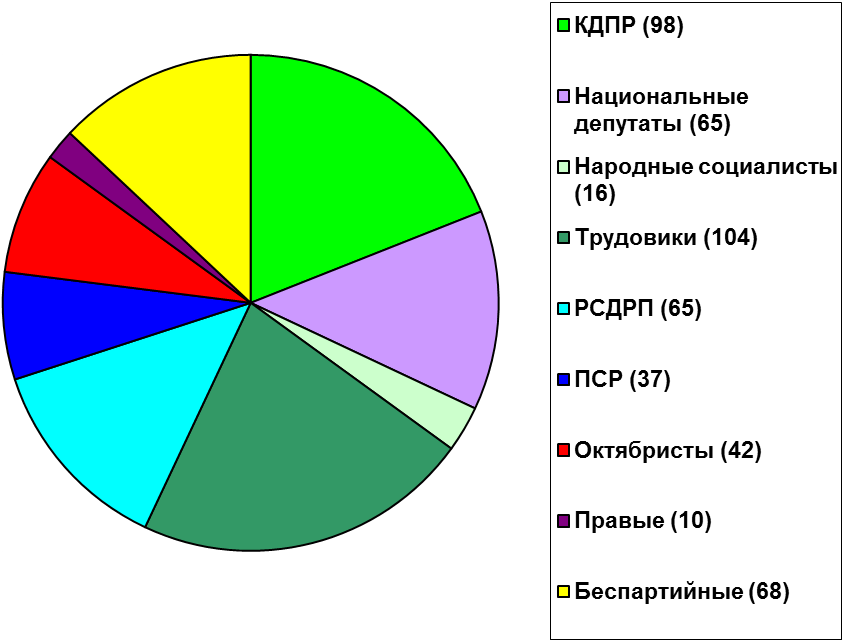 КДПР (98)
Национальные
депутаты (65)
Народные социалисты
(16)
Трудовики (104)
РСДРП (65)
ПСР (37)
Октябристы (42)
Правые (10)
Беспартийные (68)